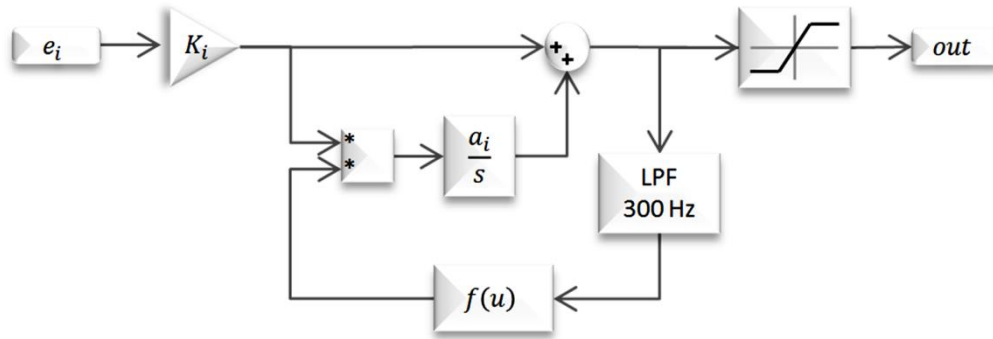 e_i
K_i
++
out
*
*
a_i
s
LPF
300 Hz
f(u)